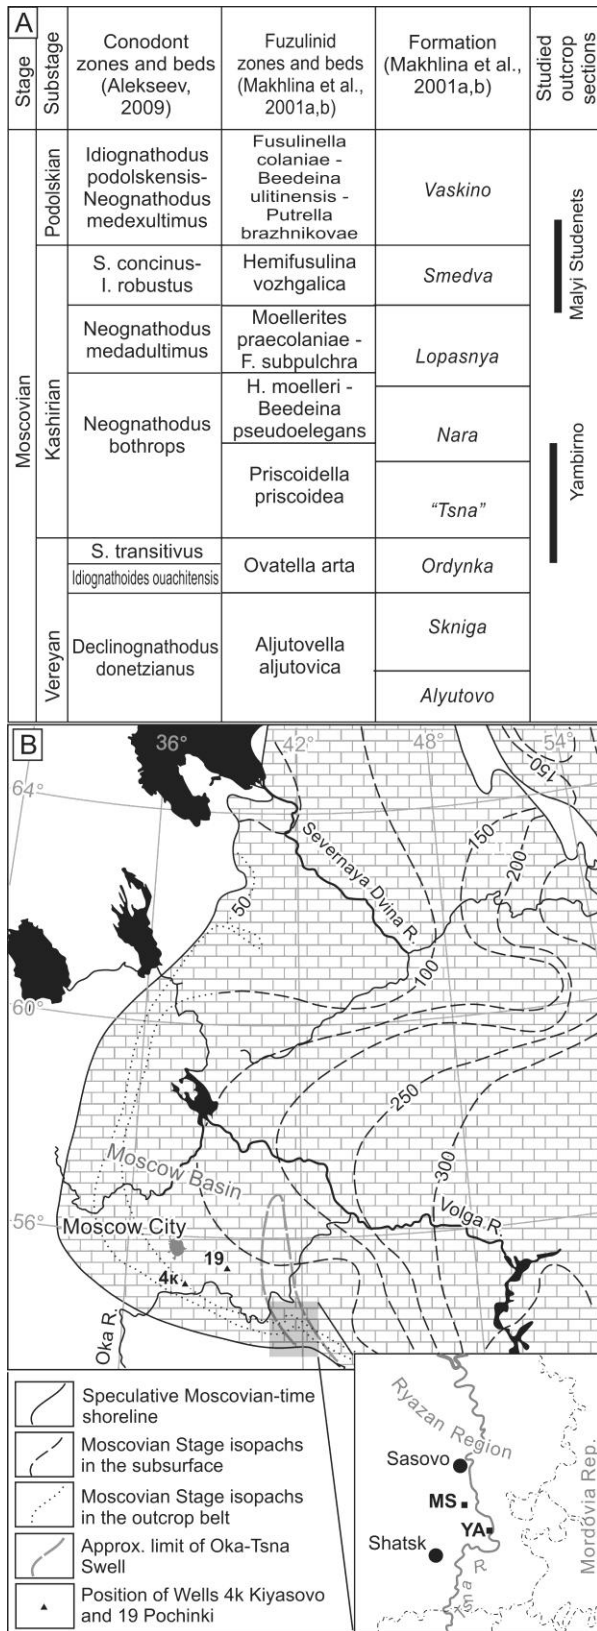 A
Stage
Substage
Conodont
zones and beds
(Alekseev,
2009)
Fuzulinid
zones and beds
(Makhlina et al.,
2001a,b)
Formation
(Makhlina et al.,
2001a,b)
Studied
outcrop
sections
Moscovian
Podolskian
Idiognathodus
podolskensis-
Neognathodus
medexultimus
Fusulinella
colaniae -
Beedeina
ulitinensis -
Putrella
brazhnikovae
Vaskino
Malyi Studenets
Kashirian
S. concinus-
I. robustus
Hemifusulina
vozhgalica
Smedva
Neognathodus
medadultimus
Moellerites
praecolaniae -
F. subpulchra
Lopasnya
Neognathodus
bothrops
H. moelleri -
Beedeina
pseudoelegans
Nara
Yambirno
Priscoidella
priscoidea
“Tsna”
Vereyan
S. transitivus
Idiognathoides ouachitensis
Ovatella arta
Ordynka
Declinognathodus
donetzianus
Aljutovella
aljutovica
Skniga
Alyutovo
B
36°
42°
48°
54°
64°
150
150
200
Severnaya Dvina R.
50
100
60°
250
300
Moscow Basin
Volga R.
56°
Moscow City
19
4к
Oka R.
Speculative Moscovian-time
shoreline
Moscovian Stage isopachs
in the subsurface
Moscovian Stage isopachs
in the outcrop belt
Approx. limit of Oka-Tsna
Swell
Position of Wells 4k Kiyasovo
and 19 Pochinki
Ryazan Region
Sasovo
MS
YA
Shatsk
Mordovia Rep.